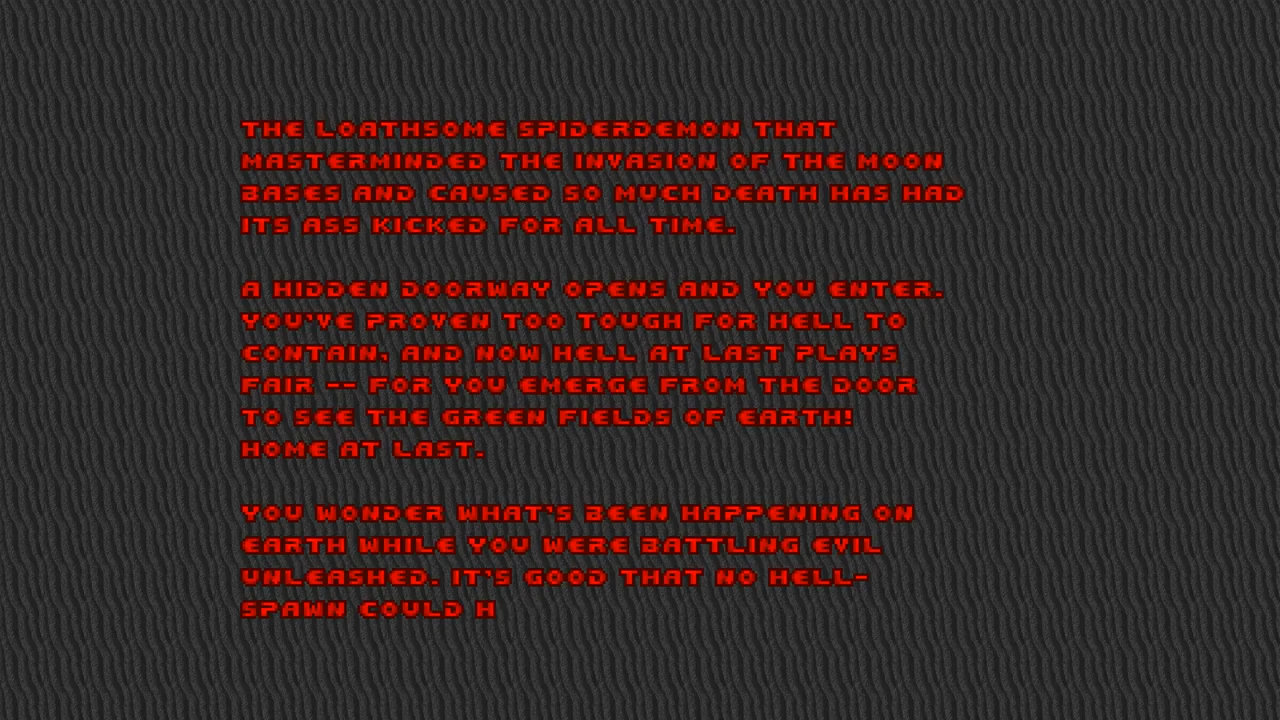 THE LOATHSOME SPIDERDEMON THAT
MASTERMINDED THE INVASION OF THE MOON
BASES AND CAUSED SO MUCH DEATH HAS HAD
ITS ASS KICKED FOR ALL TIME.
A HIDDEN DOORWAY OPENS AND YOU ENTER.
YOU'VE PROVEN TOO TOUGH FOR HELL TO
CONTAIN, AND NOW HELL AT LAST PLAYS
FAIR -- FOR YOU EMERGE FROM THE DOOR
TO SEE THE GREEN FIELDS OF EARTH!
HOME AT LAST.
YOU WONDER WHAT'S BEEN HAPPENING ON
EARTH WHILE YOU WERE BATTLING EVIL
UNLEASHED. IT'S GOOD THAT NO HELL-
SPAWN COULD H